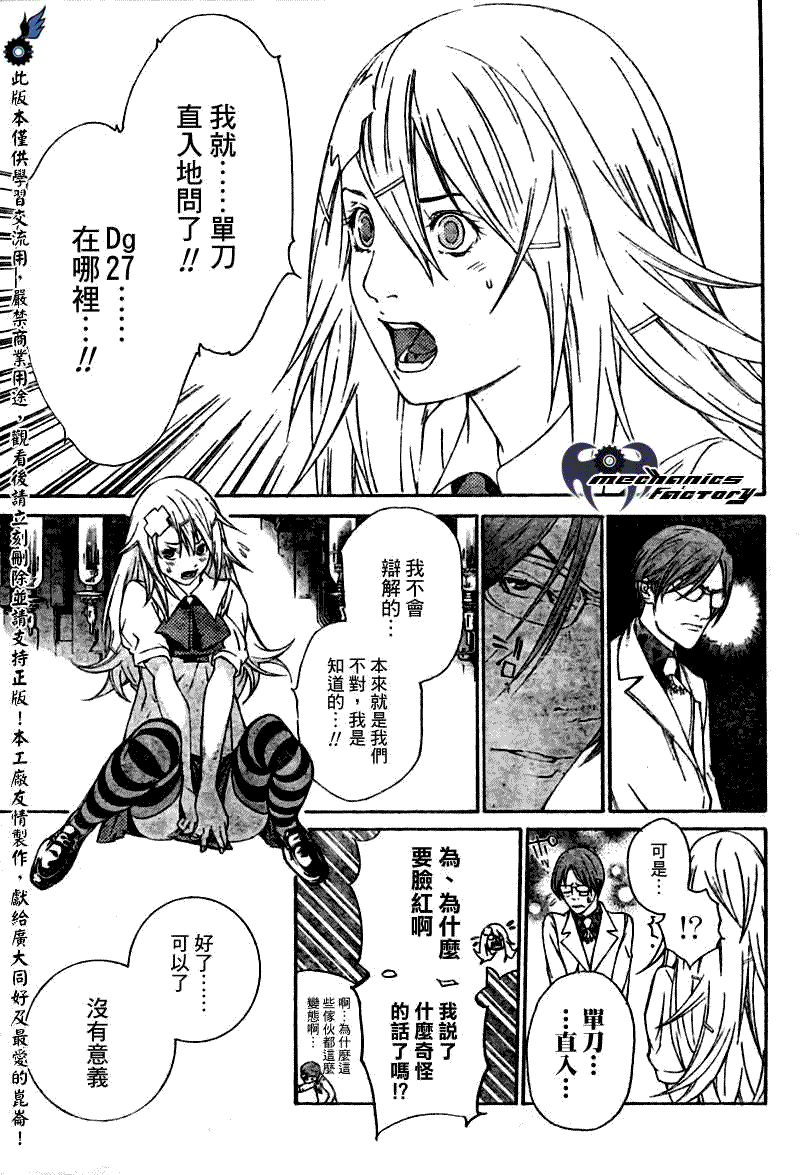 此版本僅供學習交流用，嚴禁商業用途，觀看後請立刻刪除並請支持正版！本工廠友情製作，獻給廣大同好及最愛的崑崙！
我就……單刀
直入地問了!!
Dg
27……
在哪裡…!!
mechanics
factory
我不會
辯解的…
本來就是我們
不對，我是
知道的…!!
可是…
!?
單刀…
…直入…
為、為什麼
要臉紅啊
我說了
什麼奇怪
的話了嗎!?
啊…為什麼這
些傢伙都這麼
變態啊…
好了……
可以了
沒有意義